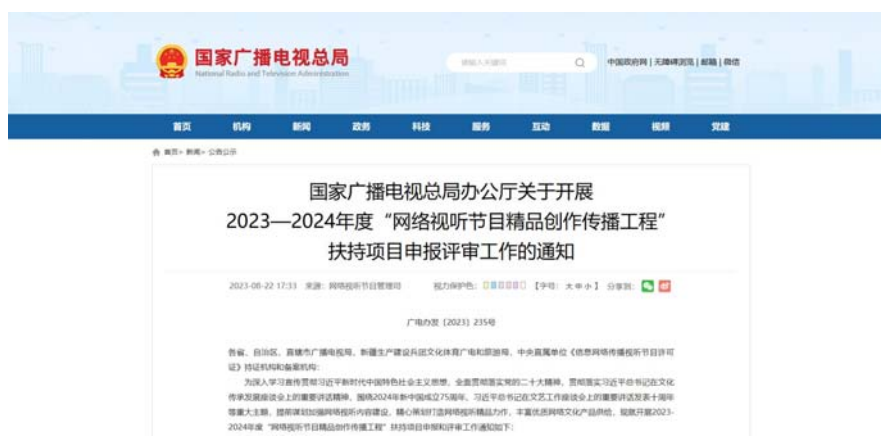 国家广播电视总局
National Radio and Television Administration
请输入关键词
中国政府网 | 无障碍浏览 | 邮箱 | 微信
首页 机构 新闻 政务 科技 服务 互动 数据 视频 党建
首页> 新闻> 公告公示
国家广播电视总局办公厅关于开展
2023—2024年度“网络视听节目精品创作传播工程”
扶持项目申报评审工作的通知
2023-08-22 17:33 来源：网络视听节目管理司 视力保护色： 【字号：大 中 小】 分享到：
广电办发〔2023〕235号
各省、自治区、直辖市广播电视局，新疆生产建设兵团文化体育广电和旅游局，中央直属单位《信息网络传播视听节目许可
证》持证机构和备案机构：
为深入学习宣传贯彻习近平新时代中国特色社会主义思想，全面贯彻落实党的二十大精神，贯彻落实习近平总书记在文化
传承发展座谈会上的重要讲话精神，围绕2024年新中国成立75周年、习近平总书记在文艺工作座谈会上的重要讲话发表十周年
等重大主题，提前谋划加强网络视听内容建设，精心策划打造网络视听精品力作，丰富优质网络文化产品供给，现就开展2023-
2024年度“网络视听节目精品创作传播工程”扶持项目申报和评审工作通知如下：